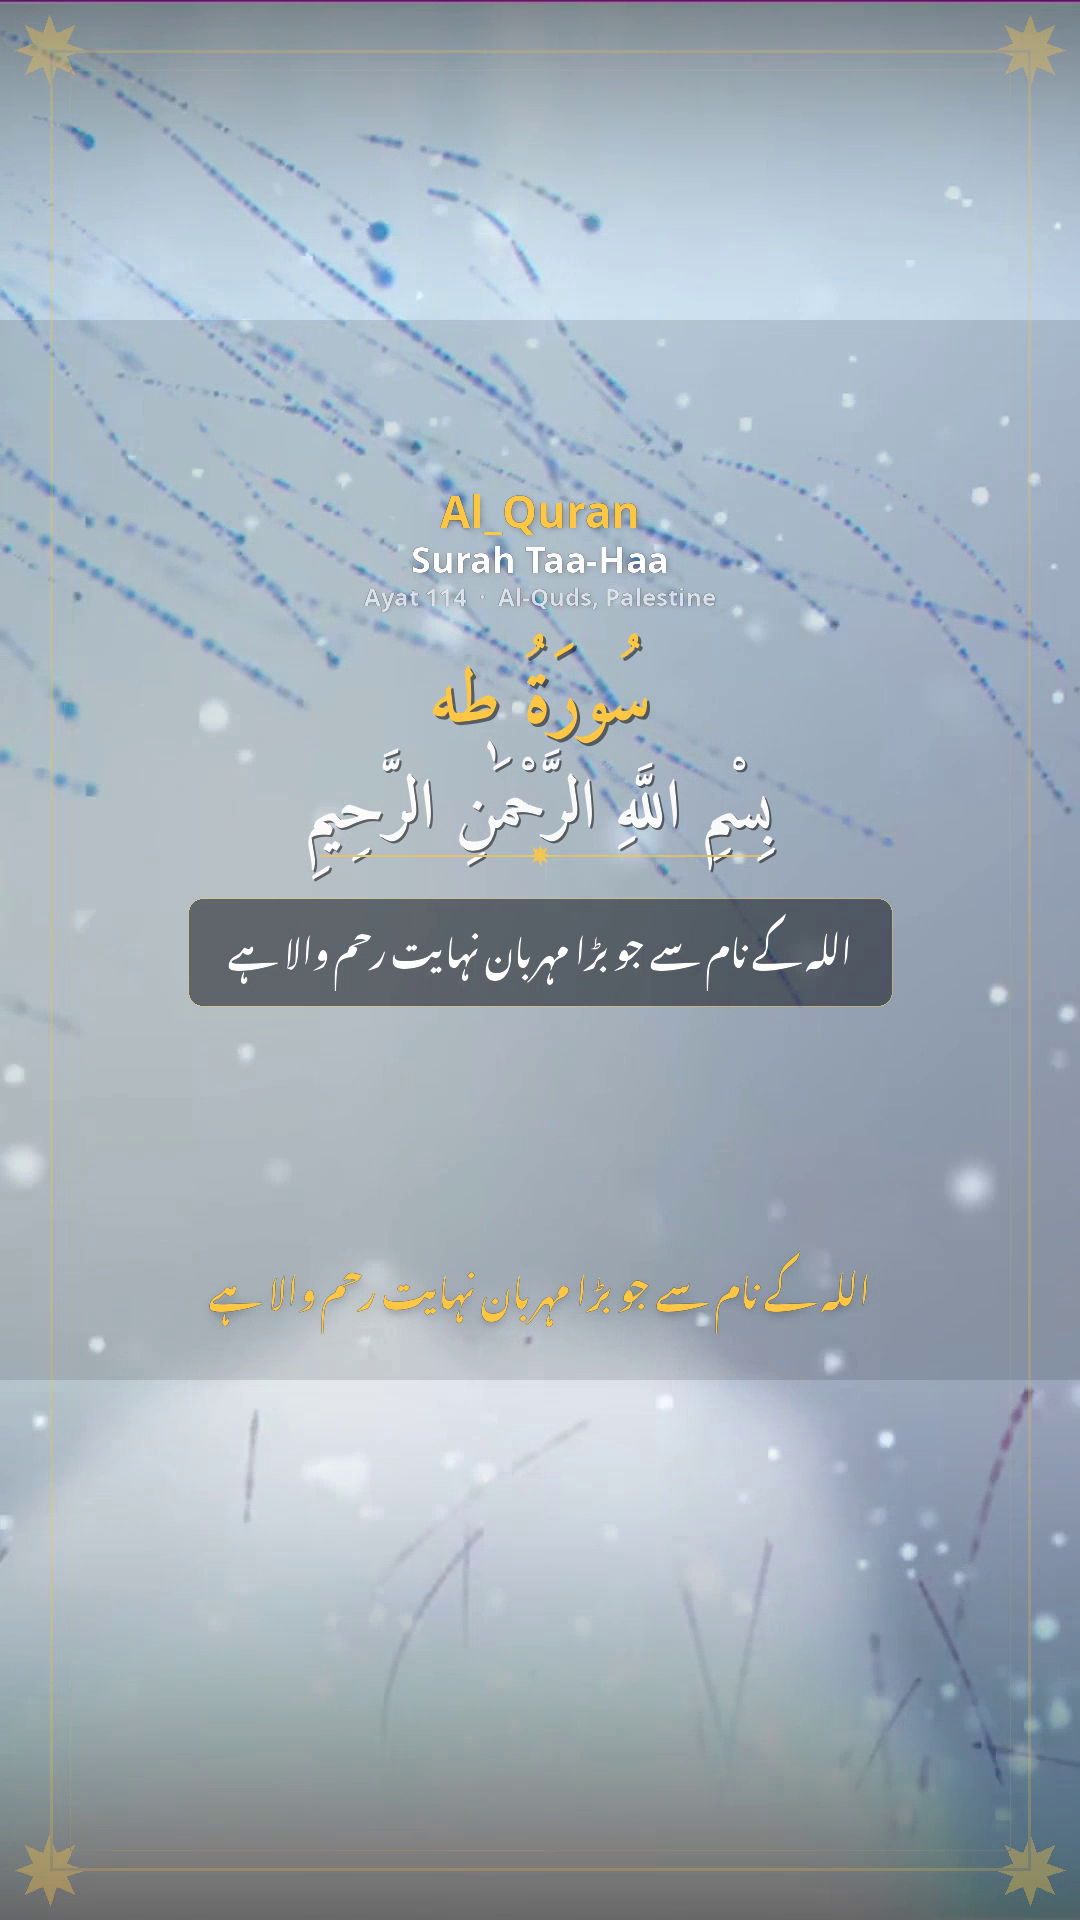 Al_Quran
Surah Taa-Haa
Ayat 114 · Al-Quds, Palestine
سُورَةُ طه
بِسْمِ اللَّهِ الرَّحْمَٰنِ الرَّحِيمِ
اللہ کے نام سے جو بڑا مہربان نہایت رحم والا ہے
اللہ کے نام سے جو بڑا مہربان نہایت رحم والا ہے